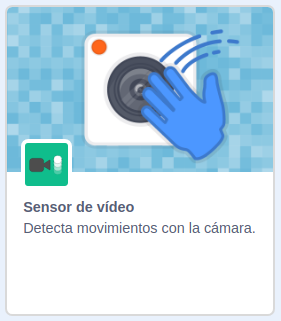 Sensor de vídeo
Detecta movimientos con la cámara.